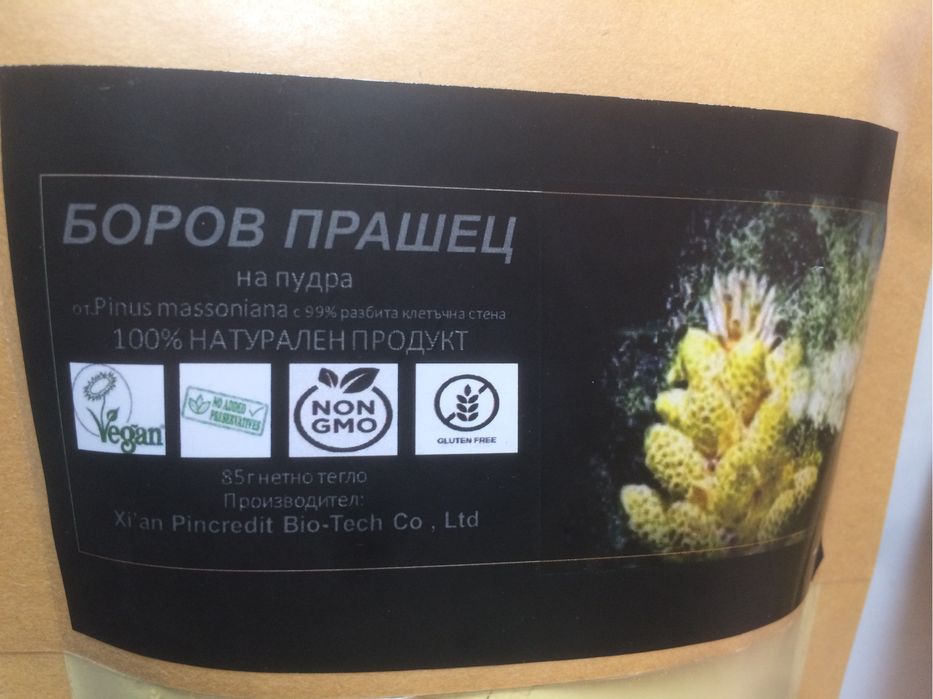 БОРОВ ПРАШЕЦ
на пудра
от.Pinus massoniana с 99% разбита клетъчна стена
100% НАТУРАЛЕН ПРОДУКТ
Vegan
NO ADDED
PRESERVATIVES
NON
GMO
GLUTEN FREE
85г нетно тегло
Производител:
Xi'an Pincredit Bio-Tech Co , Ltd